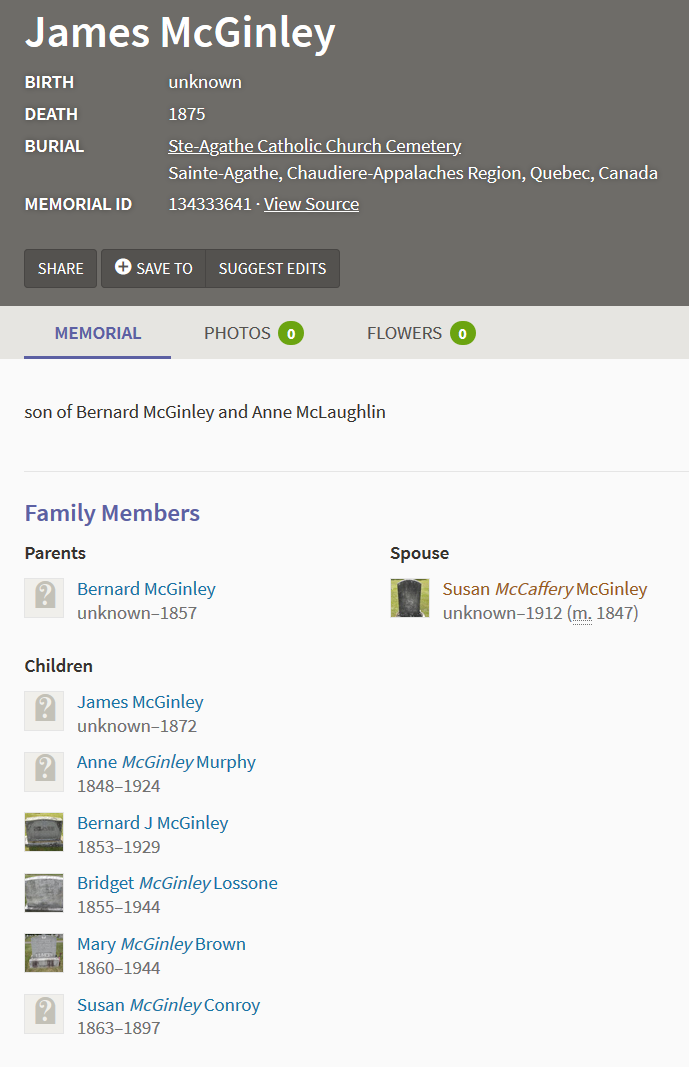 James McGinley
BIRTH unknown
DEATH 1875
BURIAL Ste-Agathe Catholic Church Cemetery
Sainte-Agathe, Chaudiere-Appalaches Region, Quebec, Canada
MEMORIAL ID 134333641 · View Source
SHARE SAVE TO SUGGEST EDITS
MEMORIAL PHOTOS 0 FLOWERS 0
son of Bernard McGinley and Anne McLaughlin
Family Members
Parents
Bernard McGinley
unknown–1857
Spouse
Susan McCaffery McGinley
unknown–1912 (m. 1847)
Children
James McGinley
unknown–1872
Anne McGinley Murphy
1848–1924
Bernard J McGinley
1853–1929
Bridget McGinley Lossone
1855–1944
Mary McGinley Brown
1860–1944
Susan McGinley Conroy
1863–1897